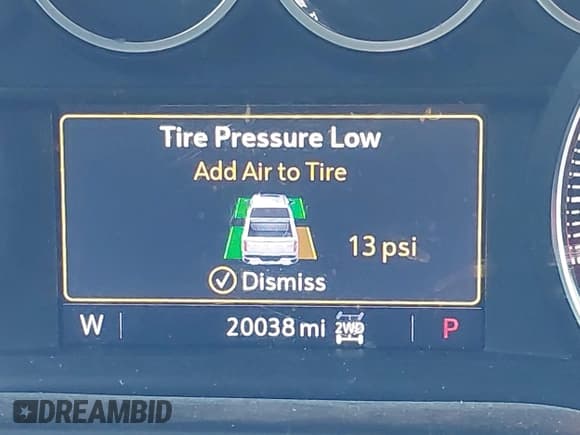 Tire Pressure Low
Add Air to Tire
13 psi
Dismiss
W 20038 mi 2WD P
DREAMBID